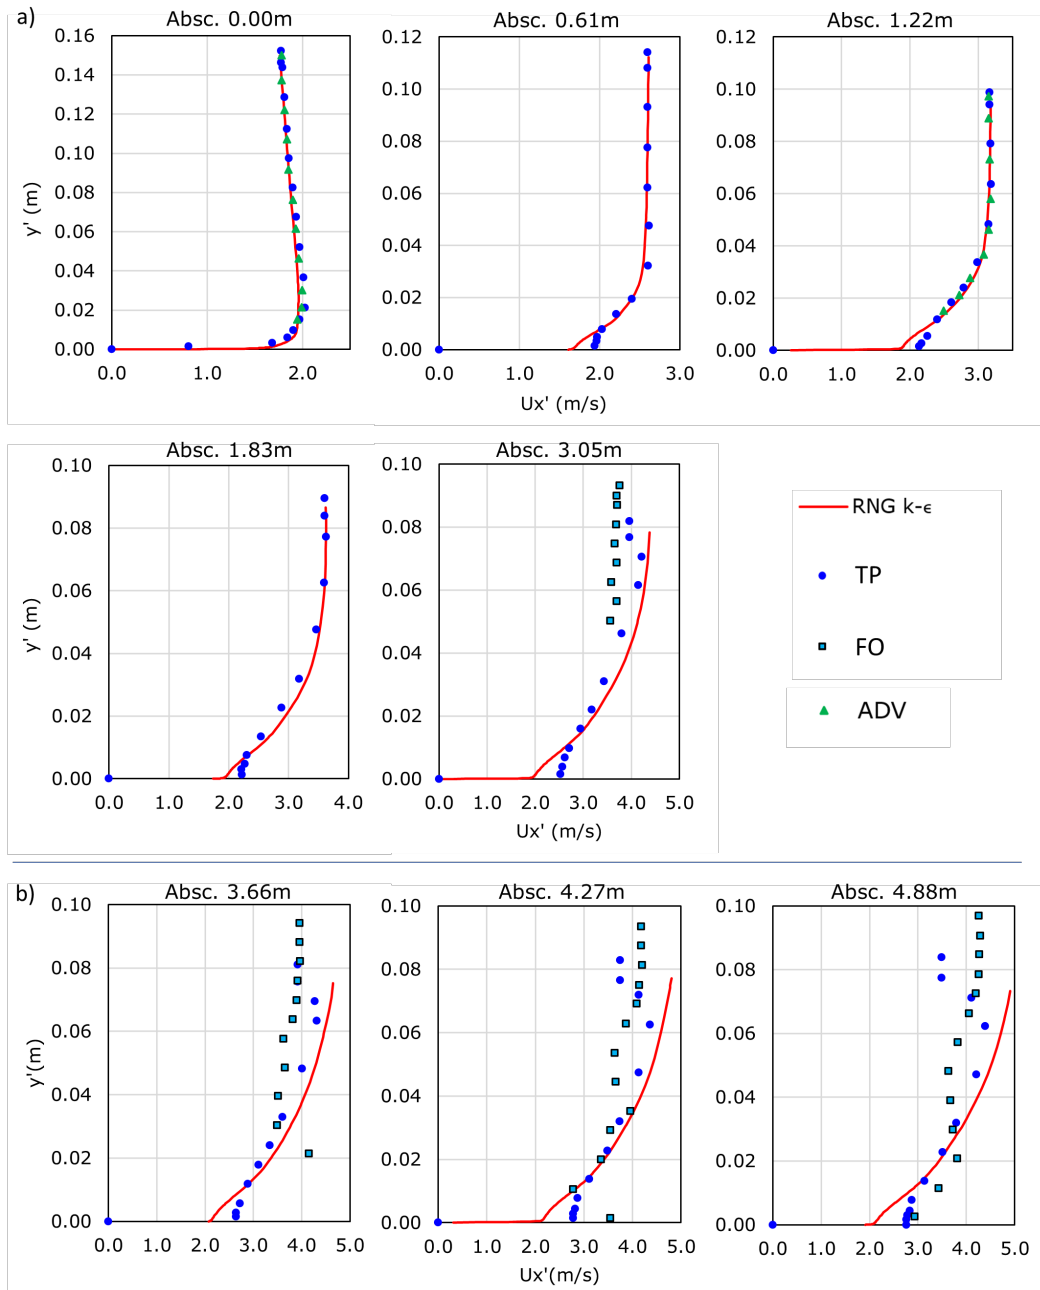 a)
Absc. 0.00m
Absc. 0.61m
Absc. 1.22m
0.16
0.14
0.12
0.10
0.08
0.06
0.04
0.02
0.00
y' (m)
0.0 1.0 2.0
0.12
0.10
0.08
0.06
0.04
0.02
0.00
0.0 1.0 2.0 3.0
Ux' (m/s)
0.12
0.10
0.08
0.06
0.04
0.02
0.00
0.0 1.0 2.0 3.0
Absc. 1.83m
Absc. 3.05m
0.10
0.08
0.06
0.04
0.02
0.00
y' (m)
0.0 1.0 2.0 3.0 4.0
0.10
0.08
0.06
0.04
0.02
0.00
0.0 1.0 2.0 3.0 4.0 5.0
Ux' (m/s)
RNG k-ϵ
TP
FO
ADV
b)
Absc. 3.66m
Absc. 4.27m
Absc. 4.88m
0.10
0.08
0.06
0.04
0.02
0.00
y'(m)
0.0 1.0 2.0 3.0 4.0 5.0
0.10
0.08
0.06
0.04
0.02
0.00
0.0 1.0 2.0 3.0 4.0 5.0
Ux'(m/s)
0.10
0.08
0.06
0.04
0.02
0.00
0.0 1.0 2.0 3.0 4.0 5.0